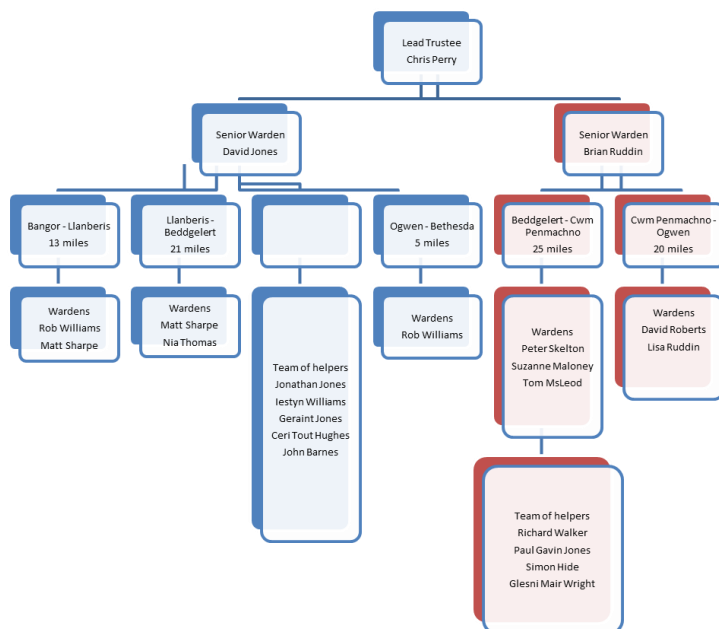 Lead Trustee
Chris Perry
Senior Warden
David Jones
Senior Warden
Brian Ruddin
Bangor - Llanberis
13 miles
Llanberis -
Beddgelert
21 miles
Ogwen - Bethesda
5 miles
Beddgelert - Cwm
Penmachno
25 miles
Cwm Penmachno -
Ogwen
20 miles
Wardens
Rob Williams
Matt Sharpe
Wardens
Matt Sharpe
Nia Thomas
Team of helpers
Jonathan Jones
Iestyn Williams
Geraint Jones
Ceri Tout Hughes
John Barnes
Wardens
Rob Williams
Wardens
Peter Skelton
Suzanne Maloney
Tom MsLeod
Wardens
David Roberts
Lisa Ruddin
Team of helpers
Richard Walker
Paul Gavin Jones
Simon Hide
Glesni Mair Wright